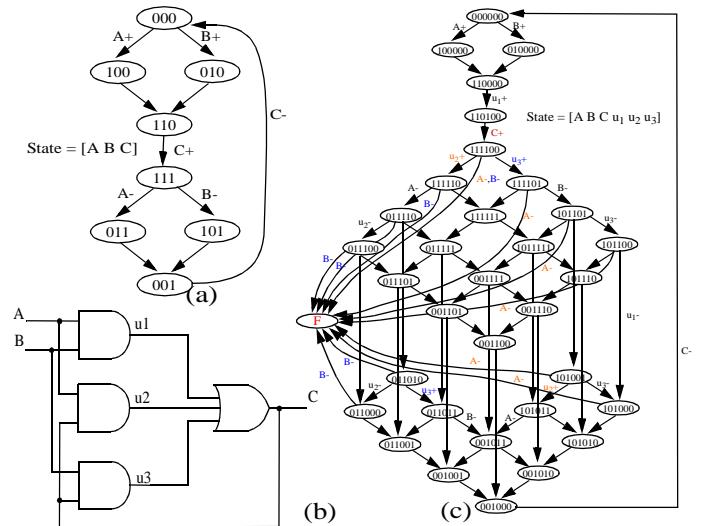 000
A+ B+
100 010
110
State = [A B C]
C+
111
A- B-
011 101
001
C-
(a)
A
B
u1
u2
u3
C
(b)
000000
A+ B+
100000 010000
110000
u1+
110100
State = [A B C u1 u2 u3]
C+
111100
u2+ u3+
A-,B-
111110 111101
A- B- A- B-
011110 111111 101101
u2- u3-
011100 011111 101111 101100
B- A-
B- A-
011101 001111 101110
001101 A- 001110
F
001100
u1-
C-
B- A-
B- A-
011010 101001
u2- u3+ u2+ u3-
011000 011011 101011 101000
B- A-
011001 001011 101010
001001 001010
001000
(c)